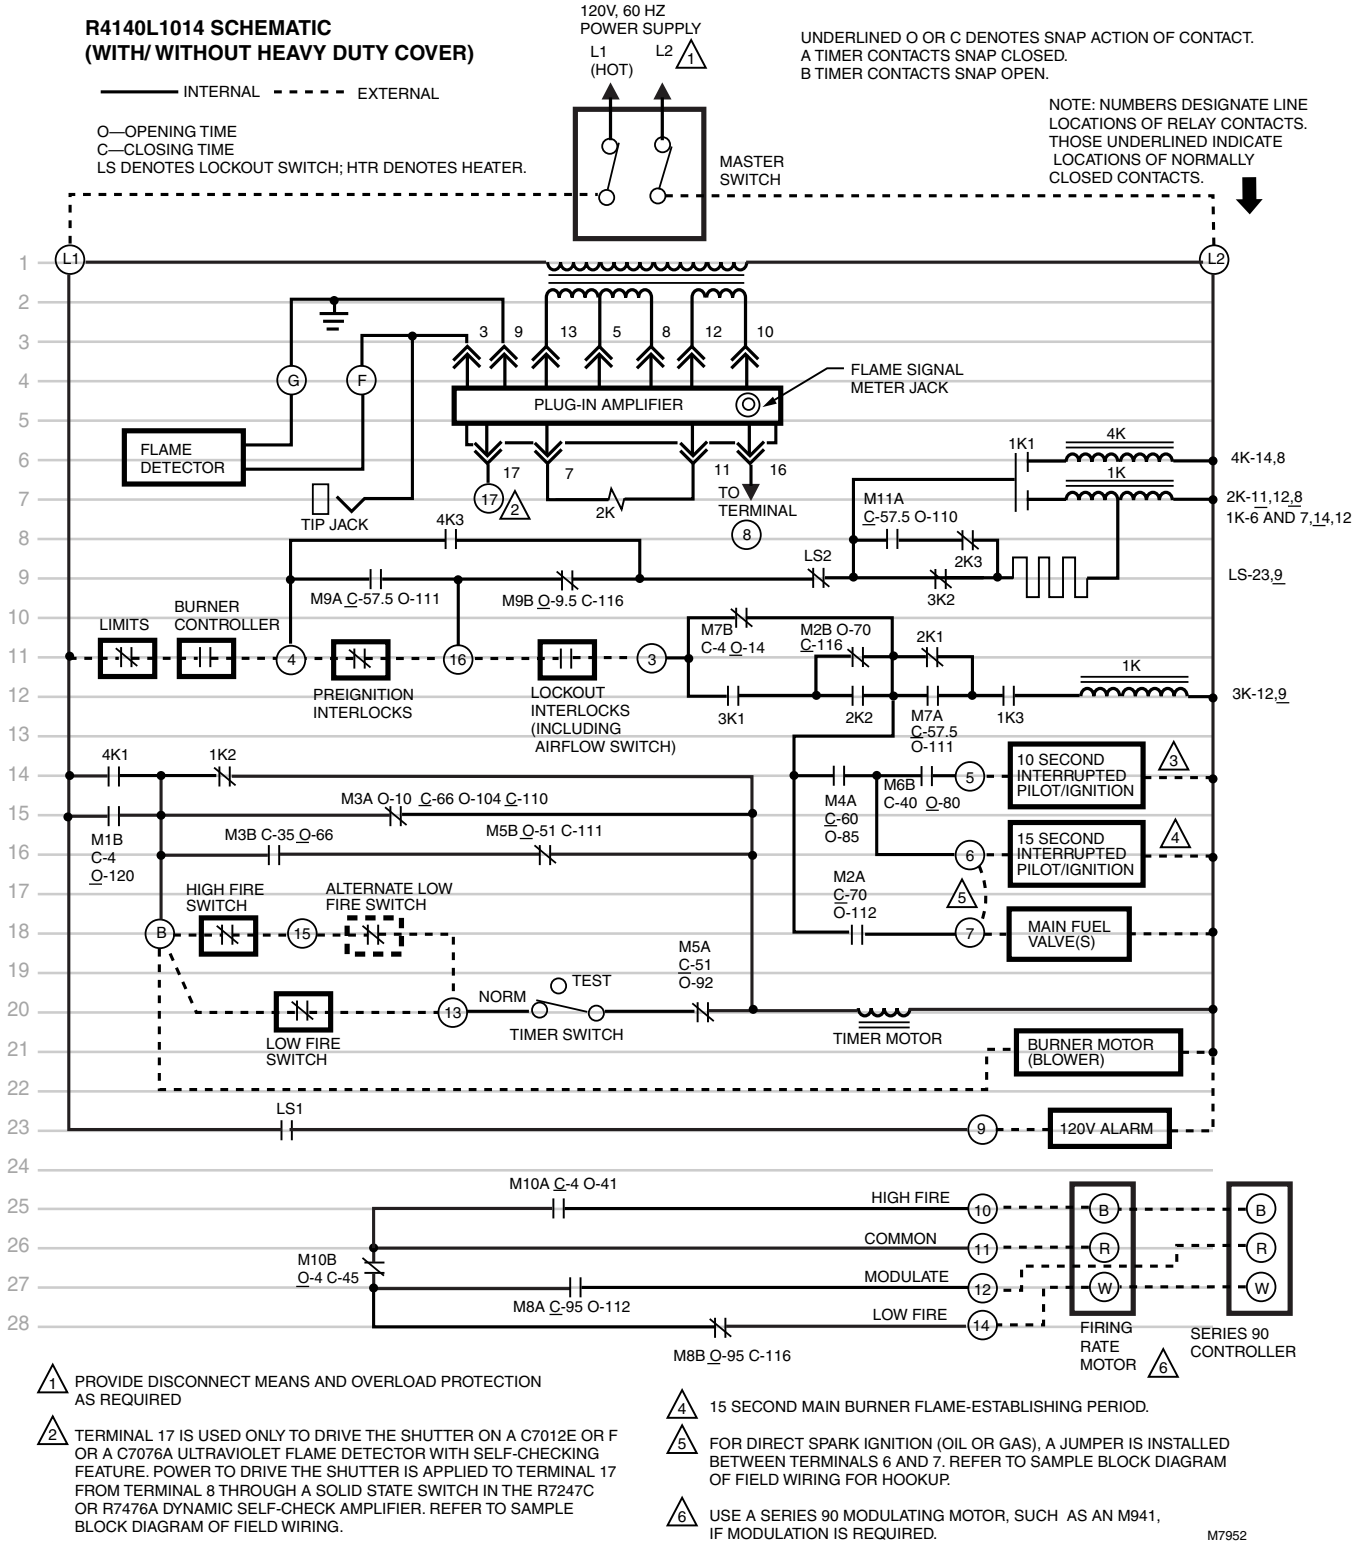 R4140L1014 SCHEMATIC
(WITH/ WITHOUT HEAVY DUTY COVER)
INTERNAL
EXTERNAL
O—OPENING TIME
C—CLOSING TIME
LS DENOTES LOCKOUT SWITCH; HTR DENOTES HEATER.
120V, 60 HZ
POWER SUPPLY
L1
(HOT)
L2
1
MASTER
SWITCH
UNDERLINED O OR C DENOTES SNAP ACTION OF CONTACT.
A TIMER CONTACTS SNAP CLOSED.
B TIMER CONTACTS SNAP OPEN.
NOTE: NUMBERS DESIGNATE LINE
LOCATIONS OF RELAY CONTACTS.
THOSE UNDERLINED INDICATE
LOCATIONS OF NORMALLY
CLOSED CONTACTS.
1
L1
L2
2
3
3 9 13 5 8 12 10
4
G
F
FLAME SIGNAL
METER JACK
5
PLUG-IN AMPLIFIER
6
FLAME
DETECTOR
17 7 11 16
1K1
4K
4K-14,8
7
TIP JACK
17
2
2K
TO
TERMINAL
8
M11A
C-57.5 O-110
1K
2K-11,12,8
1K-6 AND 7,14,12
8
4K3
2K3
LS2
9
M9A C-57.5 O-111
M9B O-9.5 C-116
3K2
LS-23,9
10
LIMITS
BURNER
CONTROLLER
M7B
C-4 O-14
M2B O-70
C-116
2K1
11
4
16
3
1K
12
PREIGNITION
INTERLOCKS
LOCKOUT
INTERLOCKS
(INCLUDING
AIRFLOW SWITCH)
3K1
2K2
M7A
C-57.5
O-111
1K3
3K-12,9
13
14
4K1
1K2
M4A
C-60
O-85
M6B
C-40 O-80
5
10 SECOND
INTERRUPTED
PILOT/IGNITION
3
15
M1B
C-4
O-120
M3A O-10 C-66 O-104 C-110
16
M3B C-35 O-66
M5B O-51 C-111
6
15 SECOND
INTERRUPTED
PILOT/IGNITION
4
17
HIGH FIRE
SWITCH
ALTERNATE LOW
FIRE SWITCH
M2A
C-70
O-112
5
18
B
15
7
MAIN FUEL
VALVE(S)
19
M5A
C-51
O-92
TEST
20
13
NORM
TIMER SWITCH
TIMER MOTOR
21
LOW FIRE
SWITCH
BURNER MOTOR
(BLOWER)
22
23
LS1
9
120V ALARM
24
25
M10A C-4 O-41
HIGH FIRE
10
B
B
26
COMMON
11
R
R
27
M10B
O-4 C-45
M8A C-95 O-112
MODULATE
12
W
W
28
M8B O-95 C-116
LOW FIRE
14
FIRING
RATE
MOTOR
6
SERIES 90
CONTROLLER
1
PROVIDE DISCONNECT MEANS AND OVERLOAD PROTECTION
AS REQUIRED
2
TERMINAL 17 IS USED ONLY TO DRIVE THE SHUTTER ON A C7012E OR F
OR A C7076A ULTRAVIOLET FLAME DETECTOR WITH SELF-CHECKING
FEATURE. POWER TO DRIVE THE SHUTTER IS APPLIED TO TERMINAL 17
FROM TERMINAL 8 THROUGH A SOLID STATE SWITCH IN THE R7247C
OR R7476A DYNAMIC SELF-CHECK AMPLIFIER. REFER TO SAMPLE
BLOCK DIAGRAM OF FIELD WIRING.
4
15 SECOND MAIN BURNER FLAME-ESTABLISHING PERIOD.
5
FOR DIRECT SPARK IGNITION (OIL OR GAS), A JUMPER IS INSTALLED
BETWEEN TERMINALS 6 AND 7. REFER TO SAMPLE BLOCK DIAGRAM
OF FIELD WIRING FOR HOOKUP.
6
USE A SERIES 90 MODULATING MOTOR, SUCH AS AN M941,
IF MODULATION IS REQUIRED.
M7952